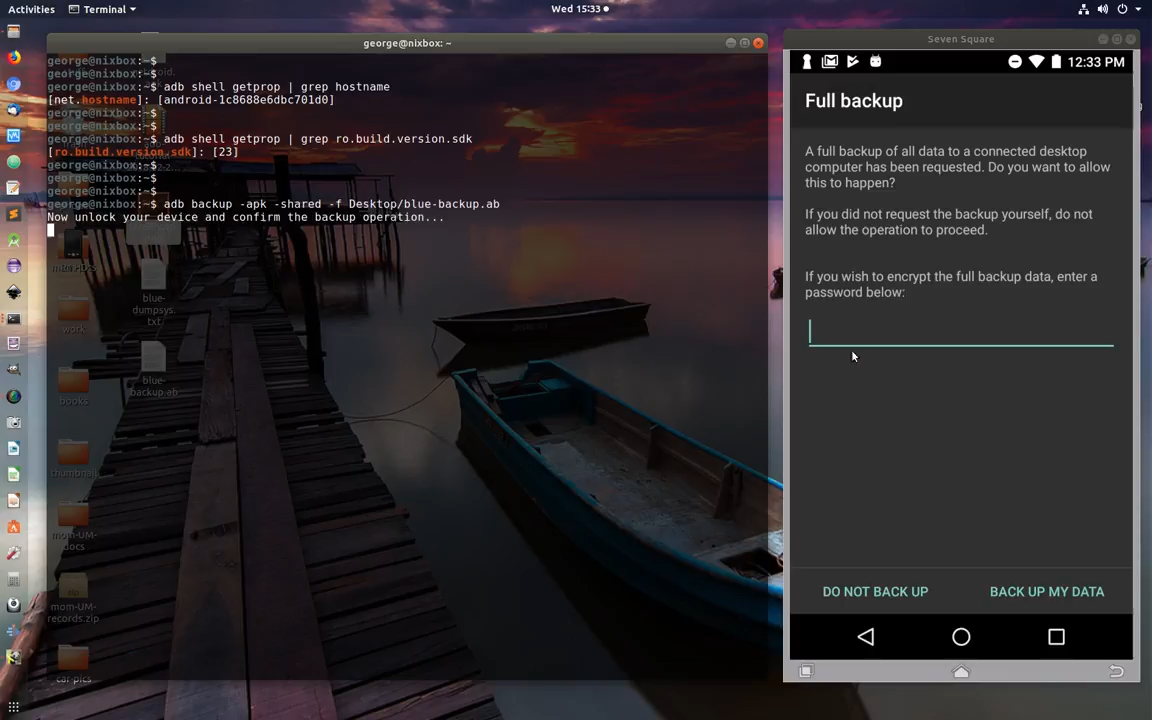 Activities
Terminal
Wed 15:33
george@nixbox: ~
george@nixbox:~$
george@nixbox:~$
george@nixbox:~$ adb shell getprop | grep hostname
[net.hostname]: [android-1c8688e6dbc701d0]
george@nixbox:~$
george@nixbox:~$
george@nixbox:~$ adb shell getprop | grep ro.build.version.sdk
[ro.build.version.sdk]: [23]
george@nixbox:~$
george@nixbox:~$
george@nixbox:~$
george@nixbox:~$ adb backup -apk -shared -f Desktop/blue-backup.ab
Now unlock your device and confirm the backup operation...
blue-
dumpsys.
txt
work
blue-
backup.ab
books
thumbnail
mom-UM-
docs
zip
mom-UM-
records.zip
car-pics
Seven Square
12:33 PM
Full backup
A full backup of all data to a connected desktop
computer has been requested. Do you want to allow
this to happen?
If you did not request the backup yourself, do not
allow the operation to proceed.
If you wish to encrypt the full backup data, enter a
password below:
DO NOT BACK UP
BACK UP MY DATA